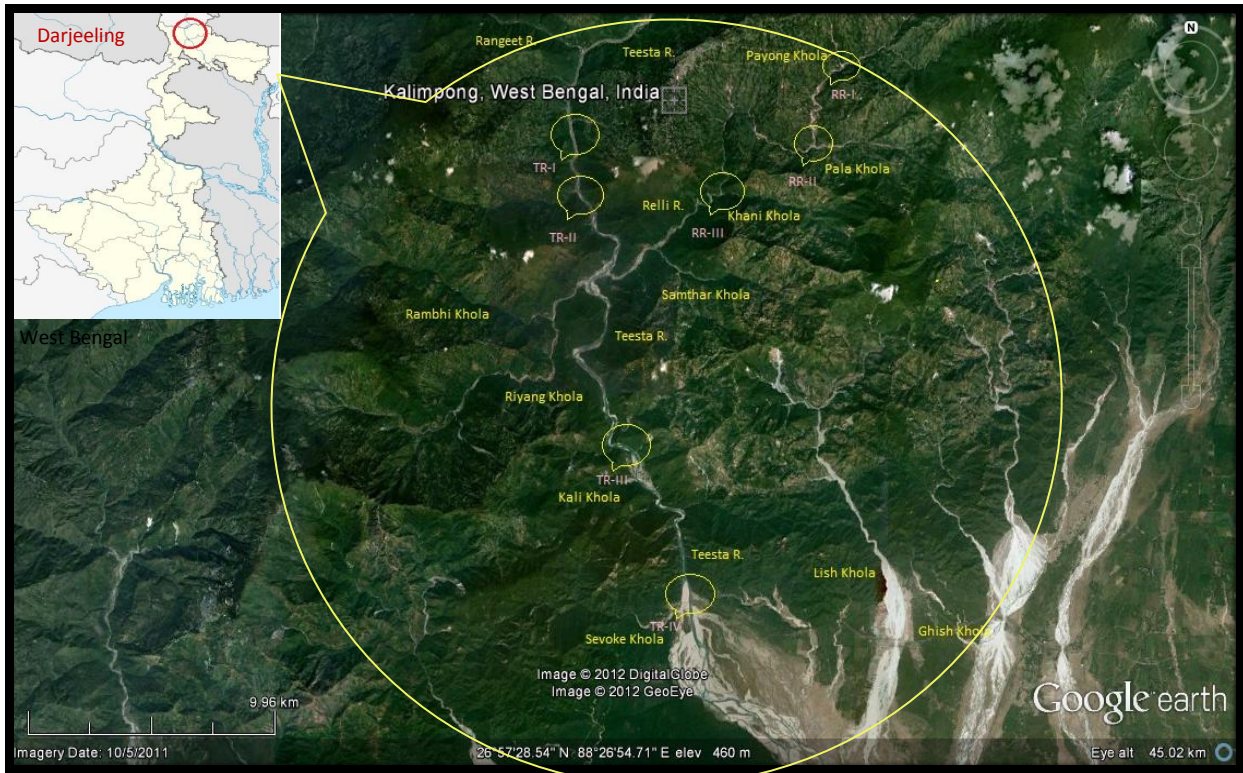 Darjeeling
West Bengal
Rangeet R.
Teesta R.
Payong Khola
N
Kalimpong, West Bengal, India
RR-I
TR-I
Pala Khola
RR-II
Relli R.
Khani Khola
TR-II
RR-III
Samthar Khola
Rambhi Khola
Teesta R.
Riyang Khola
TR-III
Kali Khola
Teesta R.
Lish Khola
TR-IV
Sevoke Khola
Ghish Khola
Image © 2012 DigitalGlobe
Image © 2012 GeoEye
9.96 km
Google earth
Imagery Date: 10/5/2011
26°57'28.54" N 88°26'54.71" E elev 460 m
Eye alt 45.02 km